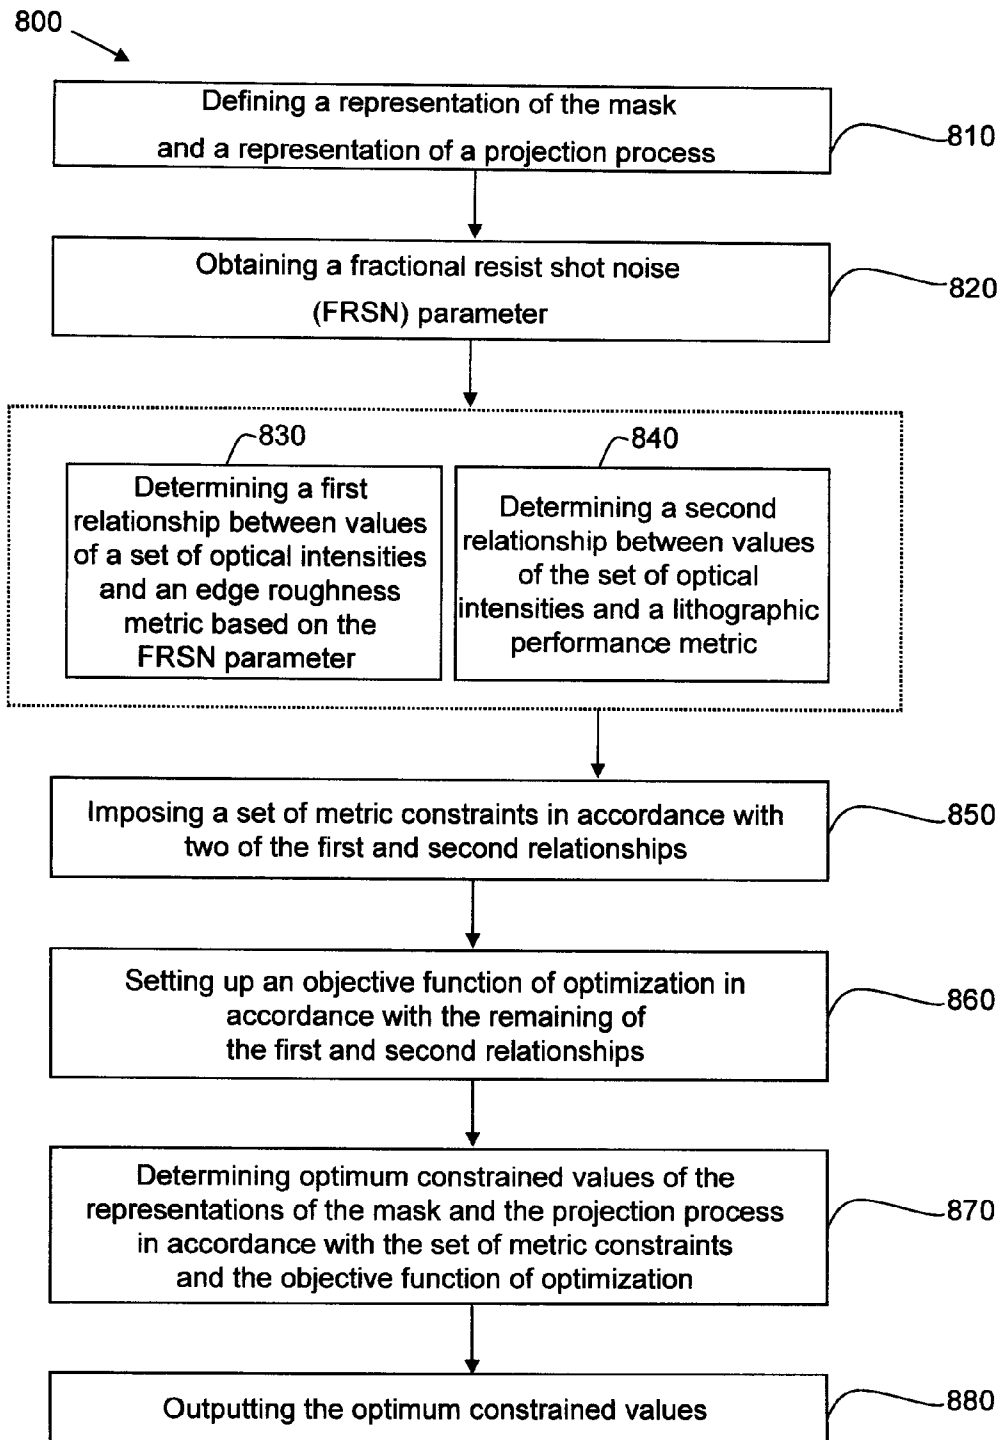 800
Defining a representation of the mask
and a representation of a projection process
810
Obtaining a fractional resist shot noise
(FRSN) parameter
820
830
Determining a first
relationship between values
of a set of optical intensities
and an edge roughness
metric based on the
FRSN parameter
840
Determining a second
relationship between values
of the set of optical
intensities and a lithographic
performance metric
Imposing a set of metric constraints in accordance with
two of the first and second relationships
850
Setting up an objective function of optimization in
accordance with the remaining of
the first and second relationships
860
Determining optimum constrained values of the
representations of the mask and the projection process
in accordance with the set of metric constraints
and the objective function of optimization
870
Outputting the optimum constrained values
880